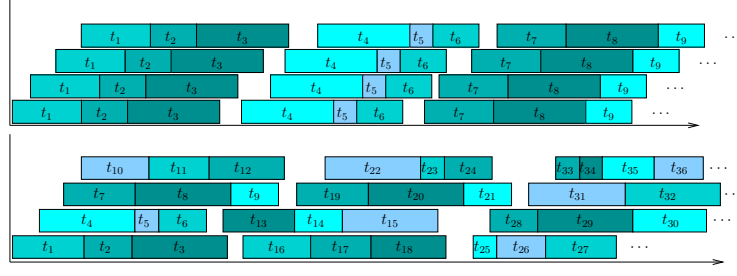 t1 t2 t3 t4 t5 t6 t7 t8 t9 ...
t1 t2 t3 t4 t5 t6 t7 t8 t9 ...
t1 t2 t3 t4 t5 t6 t7 t8 t9 ...
t1 t2 t3 t4 t5 t6 t7 t8 t9 ...
t10 t11 t12 t22 t23 t24 t33 t34 t35 t36 ...
t7 t8 t9 t19 t20 t21 t31 t32 ...
t4 t5 t6 t13 t14 t15 t28 t29 t30 ...
t1 t2 t3 t16 t17 t18 t25 t26 t27 ...